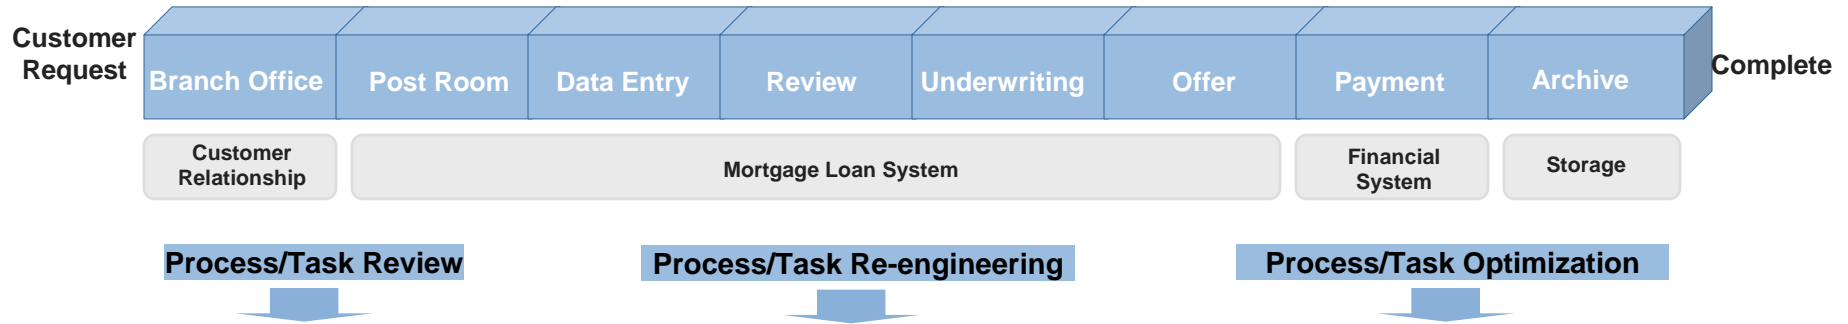 Customer
Request
Branch Office
Post Room
Data Entry
Review
Underwriting
Offer
Payment
Archive
Complete
Customer
Relationship
Mortgage Loan System
Financial
System
Storage
Process/Task Review
Process/Task Re-engineering
Process/Task Optimization